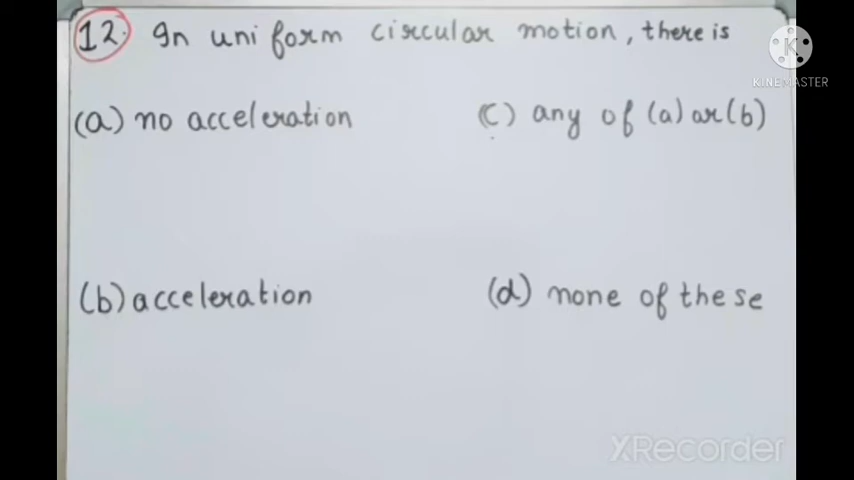 12. In uniform circular motion, there is
(a) no acceleration
(c) any of (a) or (b)
(b) acceleration
(d) none of these
K
KINEMASTER
XRecorder